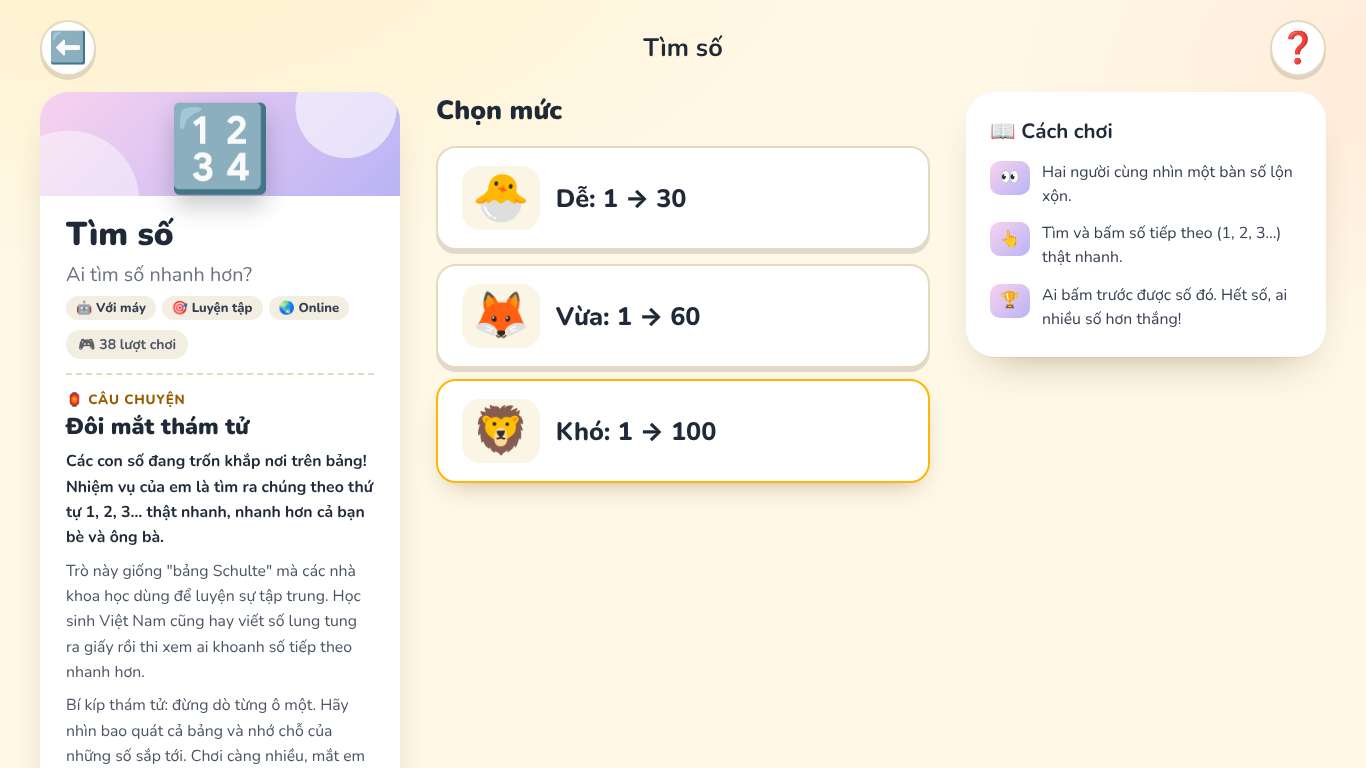 Tìm số
1 2
3 4
Tìm số
Ai tìm số nhanh hơn?
Với máy
Luyện tập
Online
38 lượt chơi
CÂU CHUYỆN
Đôi mắt thám tử
Các con số đang trốn khắp nơi trên bảng!
Nhiệm vụ của em là tìm ra chúng theo thứ
tự 1, 2, 3... thật nhanh, nhanh hơn cả bạn
bè và ông bà.
Trò này giống "bảng Schulte" mà các nhà
khoa học dùng để luyện sự tập trung. Học
sinh Việt Nam cũng hay viết số lung tung
ra giấy rồi thi xem ai khoanh số tiếp theo
nhanh hơn.
Bí kíp thám tử: đừng dò từng ô một. Hãy
nhìn bao quát cả bảng và nhớ chỗ của
những số sắp tới. Chơi càng nhiều, mắt em
Chọn mức
Dễ: 1 → 30
Vừa: 1 → 60
Khó: 1 → 100
Cách chơi
Hai người cùng nhìn một bàn số lộn
xộn.
Tìm và bấm số tiếp theo (1, 2, 3...)
thật nhanh.
Ai bấm trước được số đó. Hết số, ai
nhiều số hơn thắng!